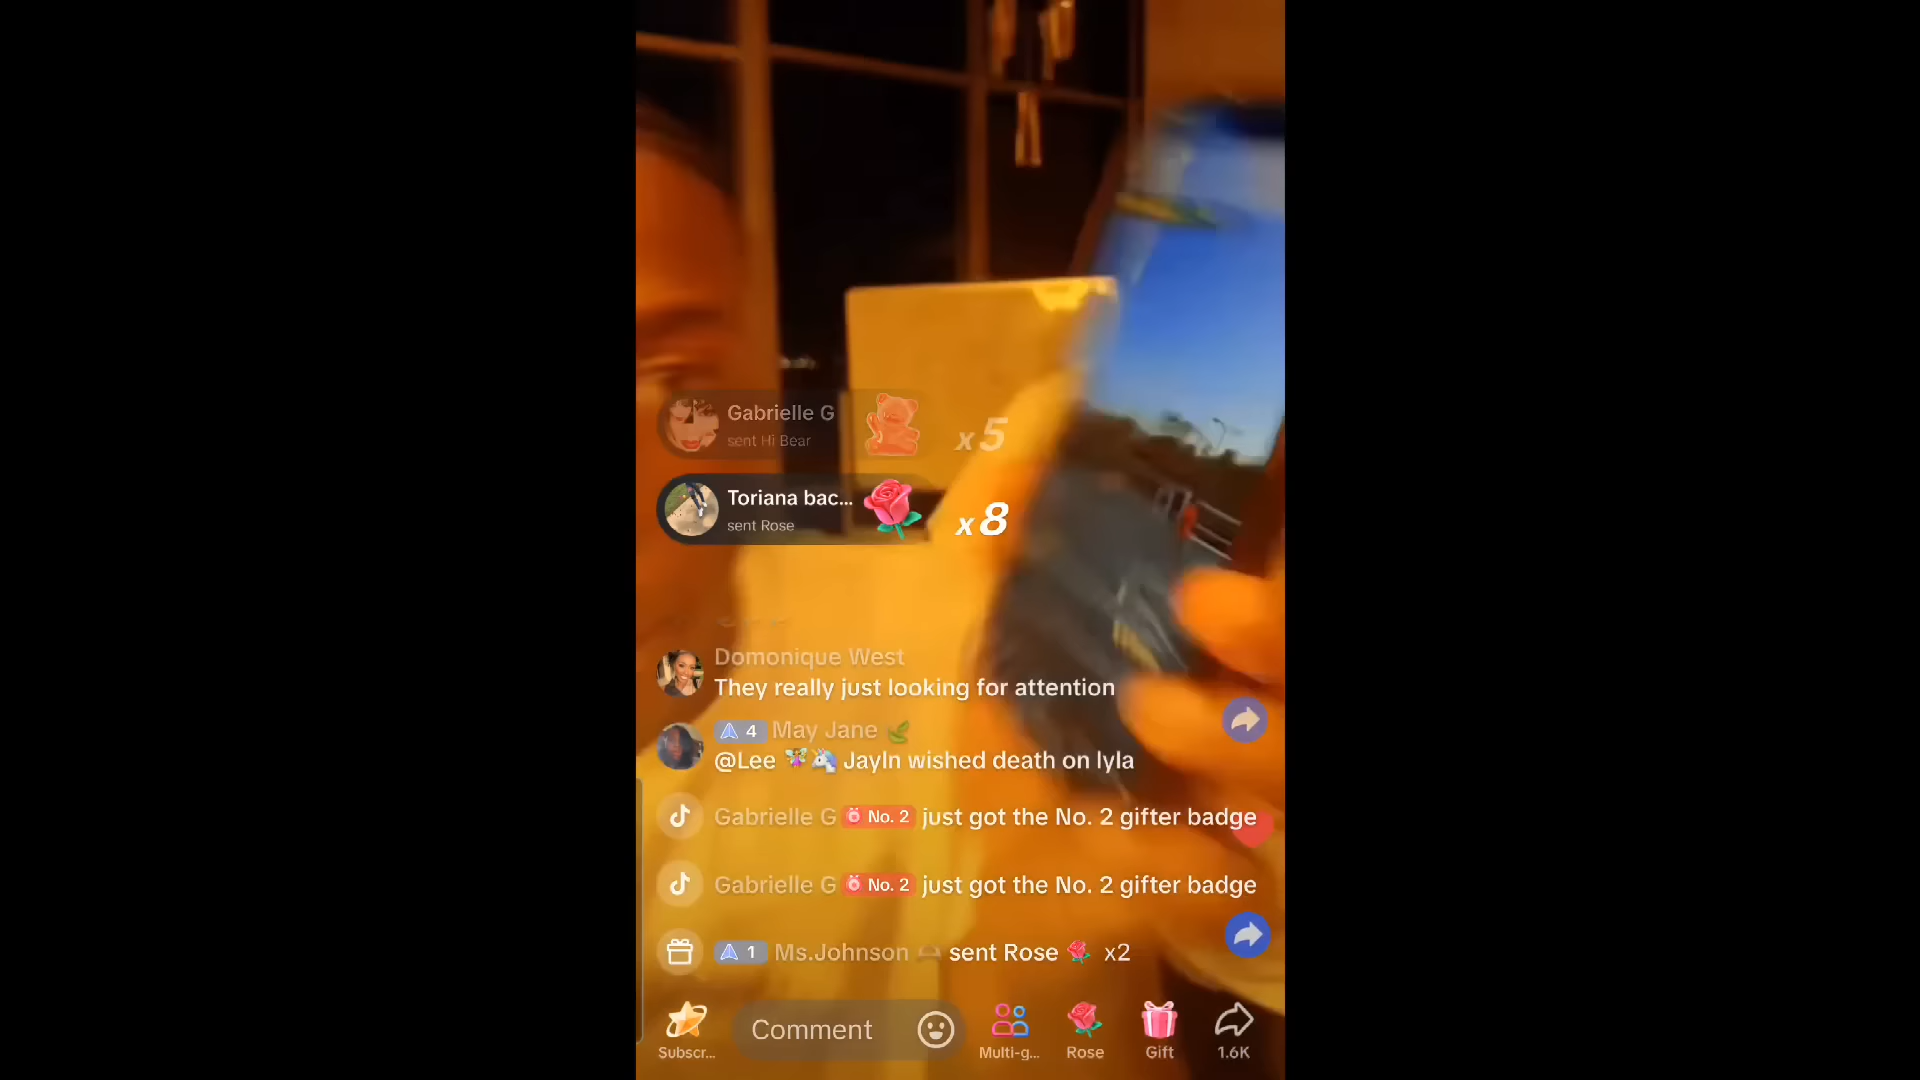 Gabrielle G
sent Hi Bear
x5
Toriana bac...
sent Rose
x8
Domonique West
They really just looking for attention
4 May Jane 🌿
@Lee 🧚🦄 Jayln wished death on lyla
Gabrielle G No. 2 just got the No. 2 gifter badge
Gabrielle G No. 2 just got the No. 2 gifter badge
1 Ms.Johnson sent Rose 🌹 x2
Comment
Subscr... Multi-g... Rose Gift 1.6K